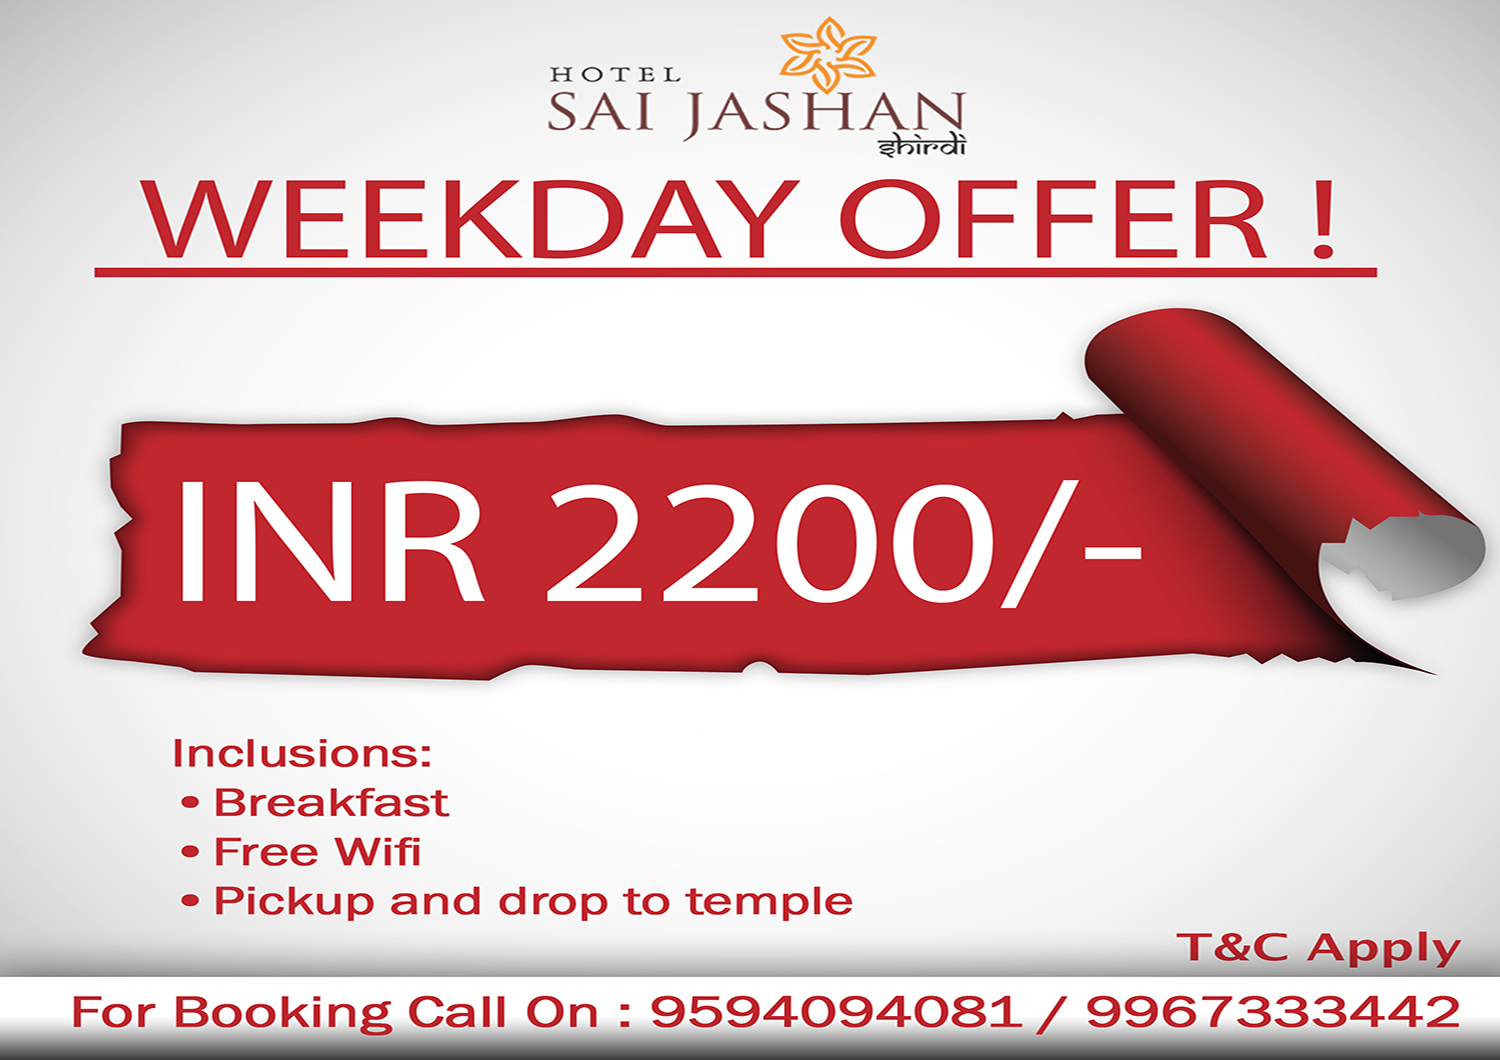 HOTEL
SAI JASHAN
shirdi
WEEKDAY OFFER !
INR 2200/-
Inclusions:
• Breakfast
• Free Wifi
• Pickup and drop to temple
T&C Apply
For Booking Call On : 9594094081 / 9967333442